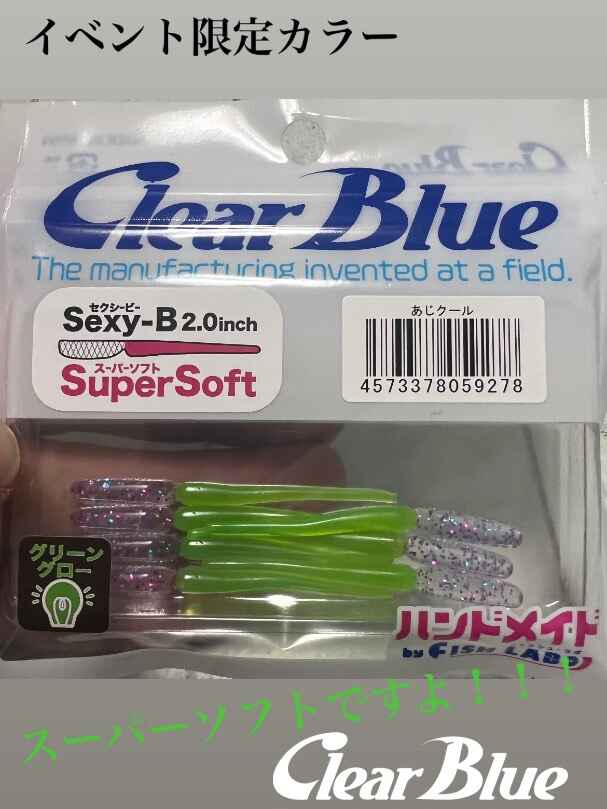 イベント限定カラー
Clear Blue
The manufacturing invented at a field.
セクシービー
Sexy-B 2.0inch
スーパーソフト
SuperSoft
あじクール
4573378059278
グリーン
グロー
ハンドメイド
by FISH LABO
スーパーソフトですよ！！！
Clear Blue